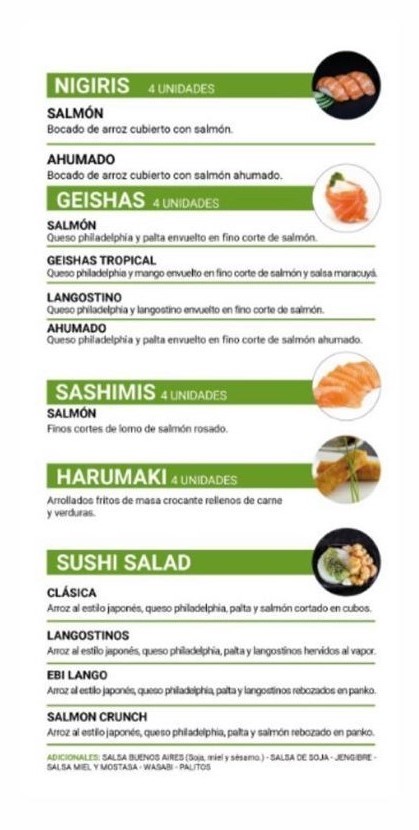 NIGIRIS 4 UNIDADES
SALMÓN
Bocado de arroz cubierto con salmón.
AHUMADO
Bocado de arroz cubierto con salmón ahumado.
GEISHAS 4 UNIDADES
SALMÓN
Queso philadelphia y palta envuelto en fino corte de salmón.
GEISHAS TROPICAL
Queso philadelphia y mango envuelto en fino corte de salmón y salsa maracuyá.
LANGOSTINO
Queso philadelphia y langostino envuelto en fino corte de salmón.
AHUMADO
Queso philadelphia y palta envuelto en fino corte de salmón ahumado.
SASHIMIS 4 UNIDADES
SALMÓN
Finos cortes de lomo de salmón rosado.
HARUMAKI 4 UNIDADES
Arrollados fritos de masa crocante rellenos de carne
y verduras.
SUSHI SALAD
CLÁSICA
Arroz al estilo japonés, queso philadelphia, palta y salmón cortado en cubos.
LANGOSTINOS
Arroz al estilo japonés, queso philadelphia, palta y langostinos hervidos al vapor.
EBI LANGO
Arroz al estilo japonés, queso philadelphia, palta y langostinos rebozados en panko.
SALMON CRUNCH
Arroz al estilo japonés, queso philadelphia, palta y salmón rebozado en panko.
ADICIONALES: SALSA BUENOS AIRES (Soja, miel y sésamo.) - SALSA DE SOJA - JENGIBRE -
SALSA MIEL Y MOSTASA - WASABI - PALITOS